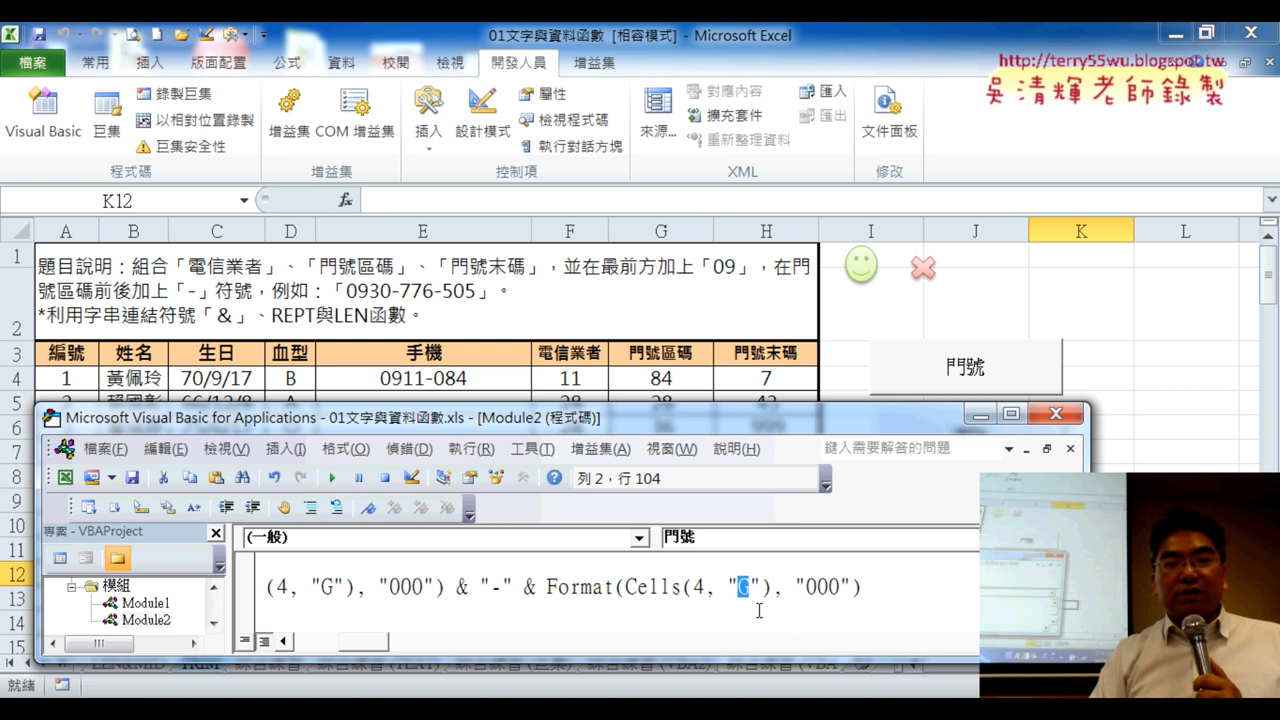 01文字與資料函數 [相容模式] - Microsoft Excel
檔案 常用 插入 版面配置 公式 資料 校閱 檢視 開發人員 增益集
http://terry55wu.blogspot.tw
吳清輝老師錄製
Visual Basic 巨集 錄製巨集 以相對位置錄製 巨集安全性
增益集 COM 增益集
插入 設計模式 屬性 檢視程式碼 執行對話方塊
來源... 對應內容 擴充套件 重新整理資料 匯入 匯出
文件面板
程式碼 增益集 控制項 XML 修改
K12 fx
A B C D E F G H I J K L
1
題目說明：組合「電信業者」、「門號區碼」、「門號末碼」，並在最前方加上「09」，在門
號區碼前後加上「-」符號，例如：「0930-776-505」。
*利用字串連結符號「&」、REPT與LEN函數。
2
3 編號 姓名 生日 血型 手機 電信業者 門號區碼 門號末碼
4 1 黃佩玲 70/9/17 B 0911-084 11 84 7
門號
5
6
7
8
9
10
11
12
13
14
15
Microsoft Visual Basic for Applications - 01文字與資料函數.xls - [Module2 (程式碼)]
檔案(F) 編輯(E) 檢視(V) 插入(I) 格式(O) 偵錯(D) 執行(R) 工具(T) 增益集(A) 視窗(W) 說明(H) 鍵入需要解答的問題
列 2, 行 104
專案 - VBAProject
(一般) 門號
模組
Module1
Module2
(4, "G"), "000") & "-" & Format(Cells(4, "G"), "000")
就緒